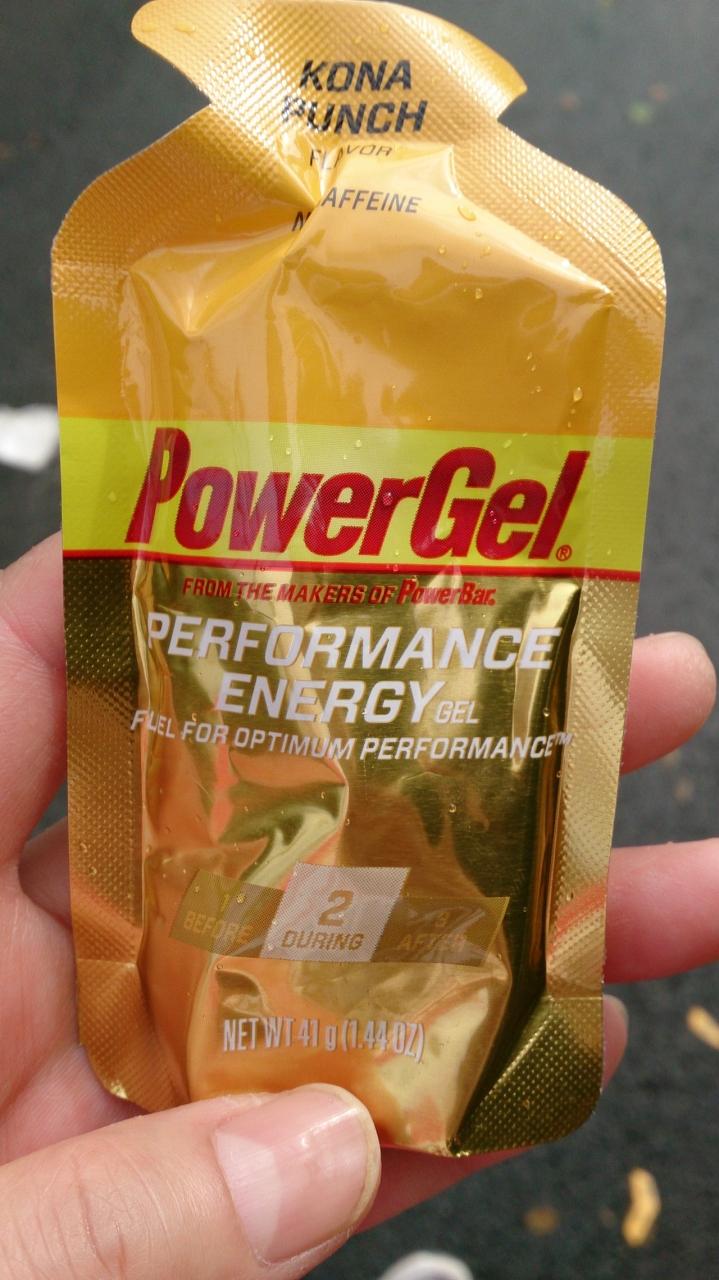 KONA
PUNCH
FLAVOR
AFFEINE
PowerGel®
FROM THE MAKERS OF PowerBar.
PERFORMANCE
ENERGY GEL
FUEL FOR OPTIMUM PERFORMANCE™
1 2 3
BEFORE DURING AFTER
NET WT 41 g (1.44 OZ)